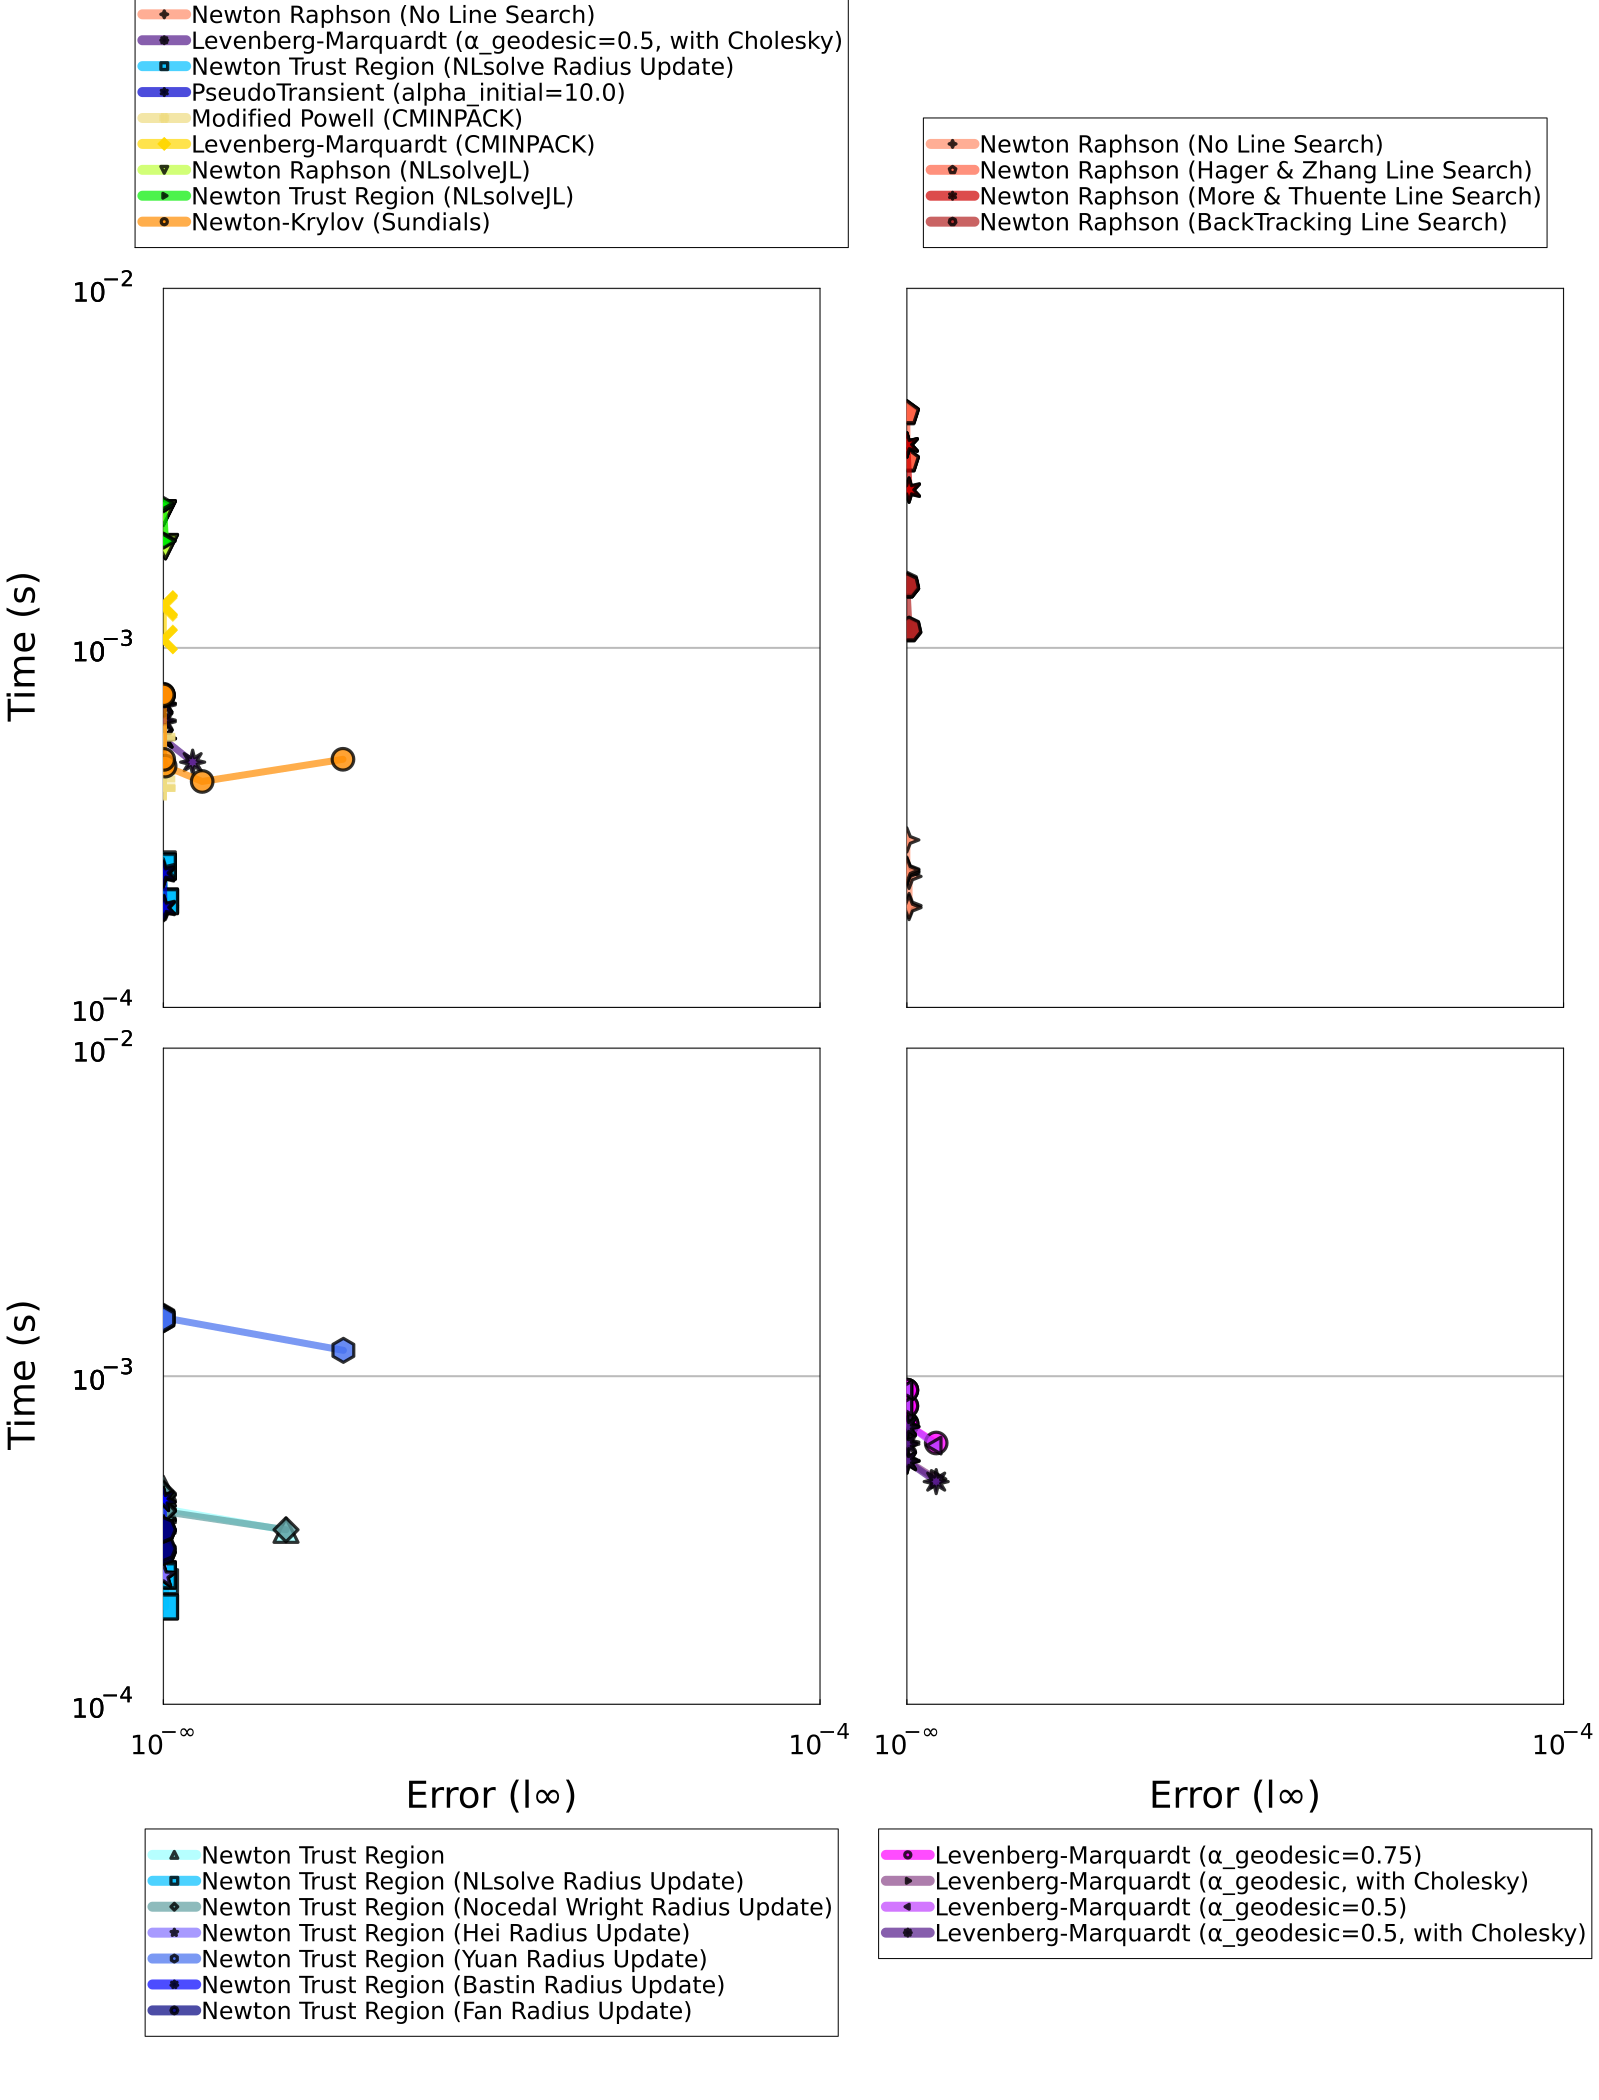 Newton Raphson (No Line Search)
Levenberg-Marquardt (α_geodesic=0.5, with Cholesky)
Newton Trust Region (NLsolve Radius Update)
PseudoTransient (alpha_initial=10.0)
Modified Powell (CMINPACK)
Levenberg-Marquardt (CMINPACK)
Newton Raphson (NLsolveJL)
Newton Trust Region (NLsolveJL)
Newton-Krylov (Sundials)
Newton Raphson (No Line Search)
Newton Raphson (Hager & Zhang Line Search)
Newton Raphson (More & Thuente Line Search)
Newton Raphson (BackTracking Line Search)
10⁻²
10⁻³
10⁻⁴
Time (s)
10⁻²
10⁻³
10⁻⁴
Time (s)
10^−∞
10⁻⁴
10^−∞
10⁻⁴
Error (l∞)
Error (l∞)
Newton Trust Region
Newton Trust Region (NLsolve Radius Update)
Newton Trust Region (Nocedal Wright Radius Update)
Newton Trust Region (Hei Radius Update)
Newton Trust Region (Yuan Radius Update)
Newton Trust Region (Bastin Radius Update)
Newton Trust Region (Fan Radius Update)
Levenberg-Marquardt (α_geodesic=0.75)
Levenberg-Marquardt (α_geodesic, with Cholesky)
Levenberg-Marquardt (α_geodesic=0.5)
Levenberg-Marquardt (α_geodesic=0.5, with Cholesky)